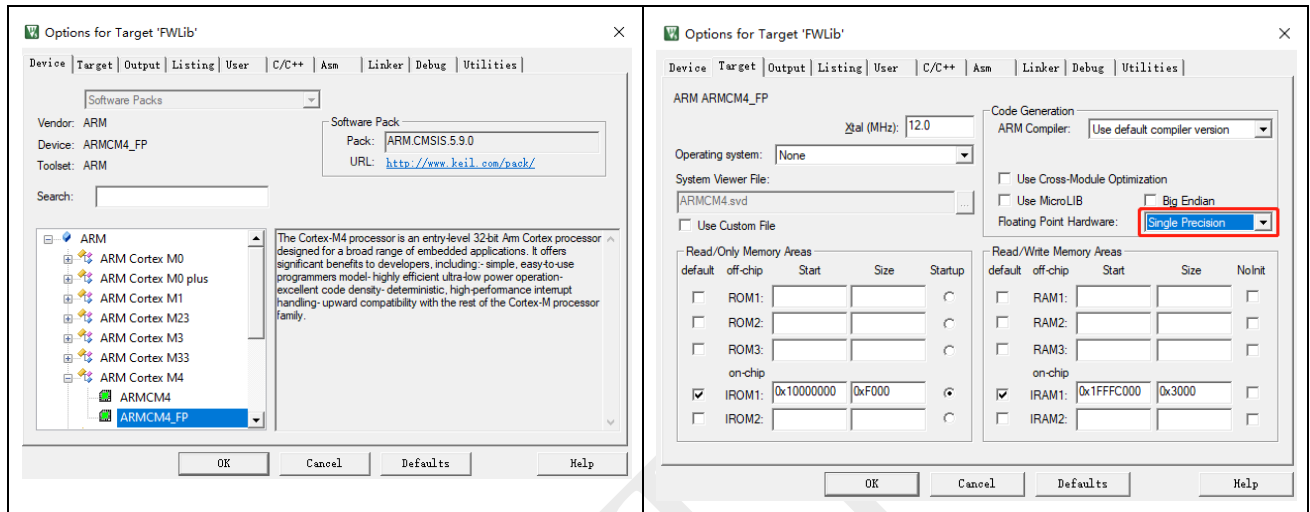 Options for Target 'FWLib'
Device Target Output Listing User C/C++ Asm Linker Debug Utilities
Software Packs
Vendor: ARM
Device: ARMCM4_FP
Toolset: ARM
Software Pack
Pack: ARM.CMSIS.5.9.0
URL: http://www.keil.com/pack/
Search:
ARM
ARM Cortex M0
ARM Cortex M0 plus
ARM Cortex M1
ARM Cortex M23
ARM Cortex M3
ARM Cortex M33
ARM Cortex M4
ARMCM4
ARMCM4_FP
The Cortex-M4 processor is an entry-level 32-bit Arm Cortex processor
designed for a broad range of embedded applications. It offers
significant benefits to developers, including:- simple, easy-to-use
programmers model- highly efficient ultra-low power operation-
excellent code density- deterministic, high-performance interrupt
handling- upward compatibility with the rest of the Cortex-M processor
family.
OK Cancel Defaults Help
Options for Target 'FWLib'
Device Target Output Listing User C/C++ Asm Linker Debug Utilities
ARM ARMCM4_FP
Xtal (MHz): 12.0
Operating system: None
System Viewer File:
ARMCM4.svd ...
Use Custom File
Code Generation
ARM Compiler: Use default compiler version
Use Cross-Module Optimization
Use MicroLIB Big Endian
Floating Point Hardware: Single Precision
Read/Only Memory Areas
default off-chip Start Size Startup
ROM1:
ROM2:
ROM3:
on-chip
IROM1: 0x10000000 0xF000
IROM2:
Read/Write Memory Areas
default off-chip Start Size NoInit
RAM1:
RAM2:
RAM3:
on-chip
IRAM1: 0x1FFFC000 0x3000
IRAM2:
OK Cancel Defaults Help